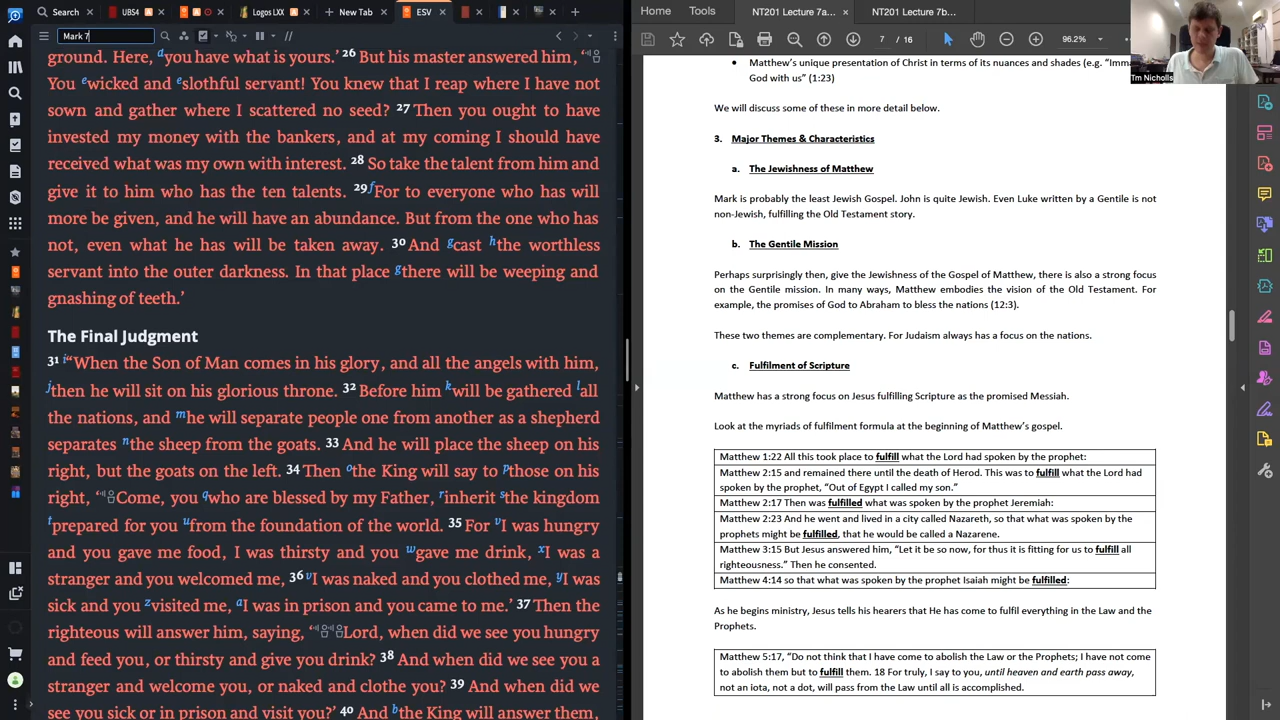 UBS4
Logos LXX
New Tab
ESV
Mark 7
ground. Here, dyou have what is yours.’ 26 But his master answered him, “
You ewicked and eslothful servant! You knew that I reap where I have not
sown and gather where I scattered no seed? 27 Then you ought to have
invested my money with the bankers, and at my coming I should have
received what was my own with interest. 28 So take the talent from him and
give it to him who has the ten talents. 29 fFor to everyone who has will
more be given, and he will have an abundance. But from the one who has
not, even what he has will be taken away. 30 And gcast hthe worthless
servant into the outer darkness. In that place gthere will be weeping and
gnashing of teeth.’
The Final Judgment
31 i“When the Son of Man comes in his glory, and all the angels with him,
jthen he will sit on his glorious throne. 32 Before him kwill be gathered lall
the nations, and mhe will separate people one from another as a shepherd
separates nthe sheep from the goats. 33 And he will place the sheep on his
right, but the goats on the left. 34 Then othe King will say to pthose on his
right, ‘Come, you qwho are blessed by my Father, rinherit sthe kingdom
tprepared for you ufrom the foundation of the world. 35 For vI was hungry
and you gave me food, I was thirsty and you wgave me drink, xI was a
stranger and you welcomed me, 36 vI was naked and you clothed me, yI was
sick and you zvisited me, aI was in prison and you came to me.’ 37 Then the
righteous will answer him, saying, ‘Lord, when did we see you hungry
and feed you, or thirsty and give you drink? 38 And when did we see you a
stranger and welcome you, or naked and clothe you? 39 And when did we
see you sick or in prison and visit you?’ 40 And bthe King will answer them,
Home Tools NT201 Lecture 7a... NT201 Lecture 7b...
7 / 16
96.2%
Tm Nicholls
• Matthew’s unique presentation of Christ in terms of its nuances and shades (e.g. “Imm
God with us” (1:23)
We will discuss some of these in more detail below.
3. Major Themes & Characteristics
a. The Jewishness of Matthew
Mark is probably the least Jewish Gospel. John is quite Jewish. Even Luke written by a Gentile is not
non-Jewish, fulfilling the Old Testament story.
b. The Gentile Mission
Perhaps surprisingly then, give the Jewishness of the Gospel of Matthew, there is also a strong focus
on the Gentile mission. In many ways, Matthew embodies the vision of the Old Testament. For
example, the promises of God to Abraham to bless the nations (12:3).
These two themes are complementary. For Judaism always has a focus on the nations.
c. Fulfilment of Scripture
Matthew has a strong focus on Jesus fulfilling Scripture as the promised Messiah.
Look at the myriads of fulfilment formula at the beginning of Matthew’s gospel.
Matthew 1:22 All this took place to fulfill what the Lord had spoken by the prophet:
Matthew 2:15 and remained there until the death of Herod. This was to fulfill what the Lord had
spoken by the prophet, “Out of Egypt I called my son.”
Matthew 2:17 Then was fulfilled what was spoken by the prophet Jeremiah:
Matthew 2:23 And he went and lived in a city called Nazareth, so that what was spoken by the
prophets might be fulfilled, that he would be called a Nazarene.
Matthew 3:15 But Jesus answered him, “Let it be so now, for thus it is fitting for us to fulfill all
righteousness.” Then he consented.
Matthew 4:14 so that what was spoken by the prophet Isaiah might be fulfilled:
As he begins ministry, Jesus tells his hearers that He has come to fulfil everything in the Law and the
Prophets.
Matthew 5:17, “Do not think that I have come to abolish the Law or the Prophets; I have not come
to abolish them but to fulfill them. 18 For truly, I say to you, until heaven and earth pass away,
not an iota, not a dot, will pass from the Law until all is accomplished.